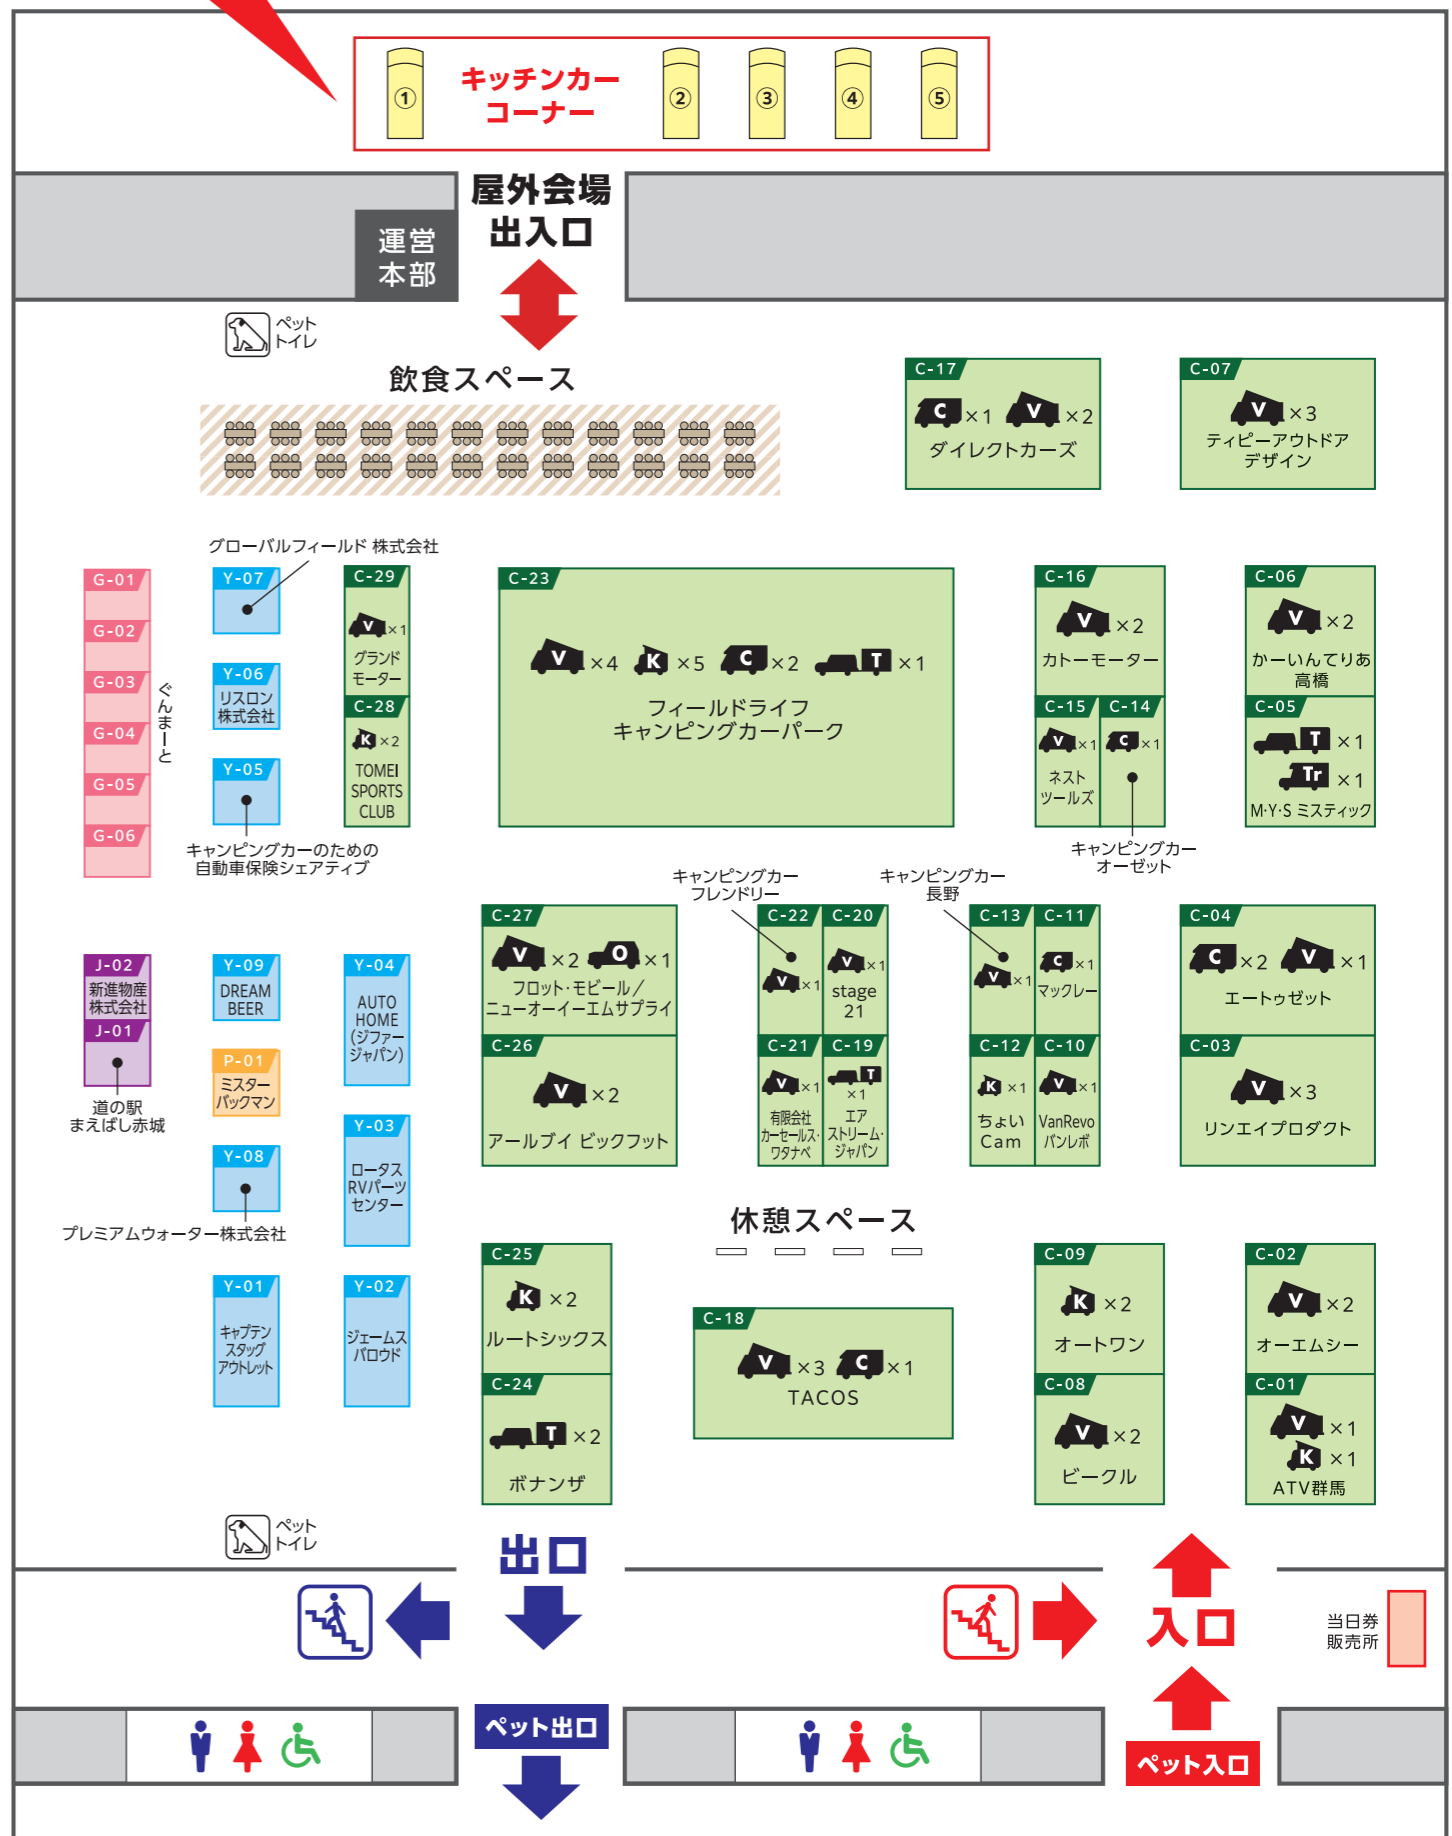 ①
キッチンカー
コーナー
②
③
④
⑤
屋外会場
出入口
運営
本部
ペット
トイレ
飲食スペース
C-17
C ×1 V ×2
ダイレクトカーズ
C-07
V ×3
ティピーアウトドア
デザイン
グローバルフィールド 株式会社
G-01
G-02
G-03
G-04
G-05
G-06
ぐんまーと
Y-07
Y-06
リスロン
株式会社
Y-05
キャンピングカーのための
自動車保険シェアティブ
C-29
V ×1
グランド
モーター
C-28
K ×2
TOMEI
SPORTS
CLUB
C-23
V ×4 K ×5 C ×2 T ×1
フィールドライフ
キャンピングカーパーク
C-16
V ×2
カトーモーター
C-15
V ×1
ネスト
ツールズ
C-14
C ×1
キャンピングカー
オーゼット
C-06
V ×2
かーいんてりあ
高橋
C-05
T ×1
Tr ×1
M・Y・S ミスティック
キャンピングカー
フレンドリー
キャンピングカー
長野
J-02
新進物産
株式会社
J-01
道の駅
まえばし赤城
Y-09
DREAM
BEER
P-01
ミスター
パックマン
Y-08
プレミアムウォーター株式会社
Y-04
AUTO
HOME
(ジファー
ジャパン)
Y-03
ロータス
RVパーツ
センター
C-27
V ×2 O ×1
フロット・モビール/
ニューオーイーエムサプライ
C-26
V ×2
アールブイ ビックフット
C-22
V ×1
C-20
V ×1
stage
21
C-21
V ×1
有限会社
カーセールス・
ワタナベ
C-19
T
×1
エア
ストリーム・
ジャパン
C-13
V ×1
C-11
C ×1
マックレー
C-12
K ×1
ちょい
Cam
C-10
V ×1
VanRevo
バンレボ
C-04
C ×2 V ×1
エートゥゼット
C-03
V ×3
リンエイプロダクト
休憩スペース
Y-01
キャプテン
スタッグ
アウトレット
Y-02
ジェームス
バロウド
C-25
K ×2
ルートシックス
C-24
T ×2
ボナンザ
C-18
V ×3 C ×1
TACOS
C-09
K ×2
オートワン
C-08
V ×2
ビークル
C-02
V ×2
オーエムシー
C-01
V ×1
K ×1
ATV群馬
ペット
トイレ
出口
入口
当日券
販売所
ペット出口
ペット入口